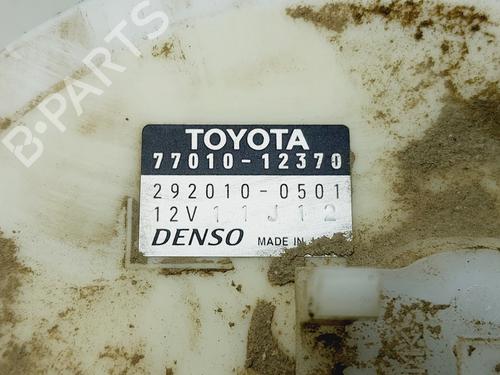 B-PARTS
TOYOTA
77010-12370
292010-0501
12V 11J12
DENSO MADE IN